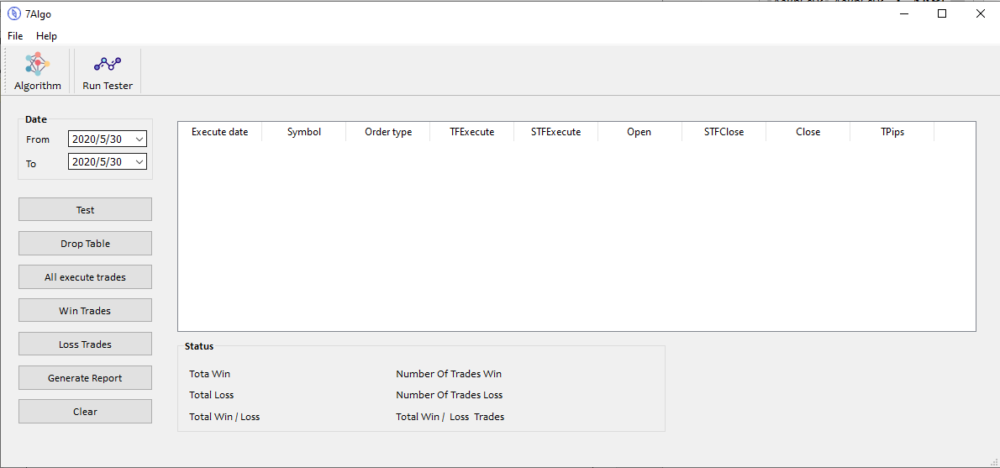 7Algo
File Help
Algorithm Run Tester
Date
From 2020/5/30
To 2020/5/30
Execute date Symbol Order type TFExecute STFExecute Open STFClose Close TPips
Test
Drop Table
All execute trades
Win Trades
Loss Trades
Generate Report
Clear
Status
Tota Win Number Of Trades Win
Total Loss Number Of Trades Loss
Total Win / Loss Total Win / Loss Trades